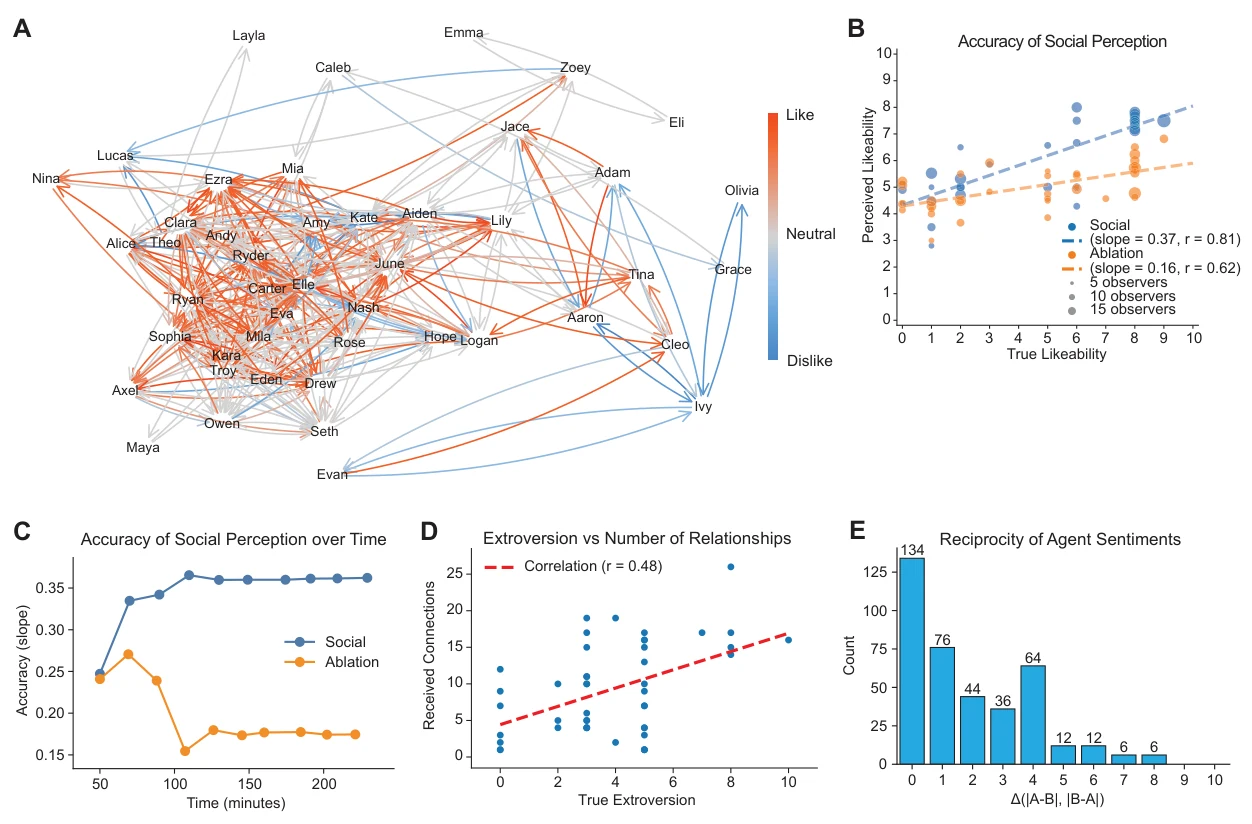 A
Layla
Emma
Caleb
Zoey
Eli
Jace
Lucas
Mia
Nina
Ezra
Adam
Olivia
Clara
Amy
Kate
Aiden
Lily
Alice
Theo
Andy
Ryder
June
Grace
Tina
Carter
Elle
Ryan
Nash
Eva
Aaron
Sophia
Mila
Rose
Hope
Logan
Cleo
Kara
Troy
Eden
Drew
Axel
Ivy
Owen
Seth
Maya
Evan
Like
Neutral
Dislike
B
Accuracy of Social Perception
Perceived Likeability
10
9
8
7
6
5
4
3
2
1
0
Social
(slope = 0.37, r = 0.81)
Ablation
(slope = 0.16, r = 0.62)
5 observers
10 observers
15 observers
0 1 2 3 4 5 6 7 8 9 10
True Likeability
C
Accuracy of Social Perception over Time
Accuracy (slope)
0.35
0.30
0.25
0.20
0.15
Social
Ablation
50 100 150 200
Time (minutes)
D
Extroversion vs Number of Relationships
Correlation (r = 0.48)
Received Connections
25
20
15
10
5
0
0 2 4 6 8 10
True Extroversion
E
Reciprocity of Agent Sentiments
Count
125
100
75
50
25
0
134
76
44
36
64
12
12
6
6
0 1 2 3 4 5 6 7 8 9 10
Δ(|A-B|, |B-A|)